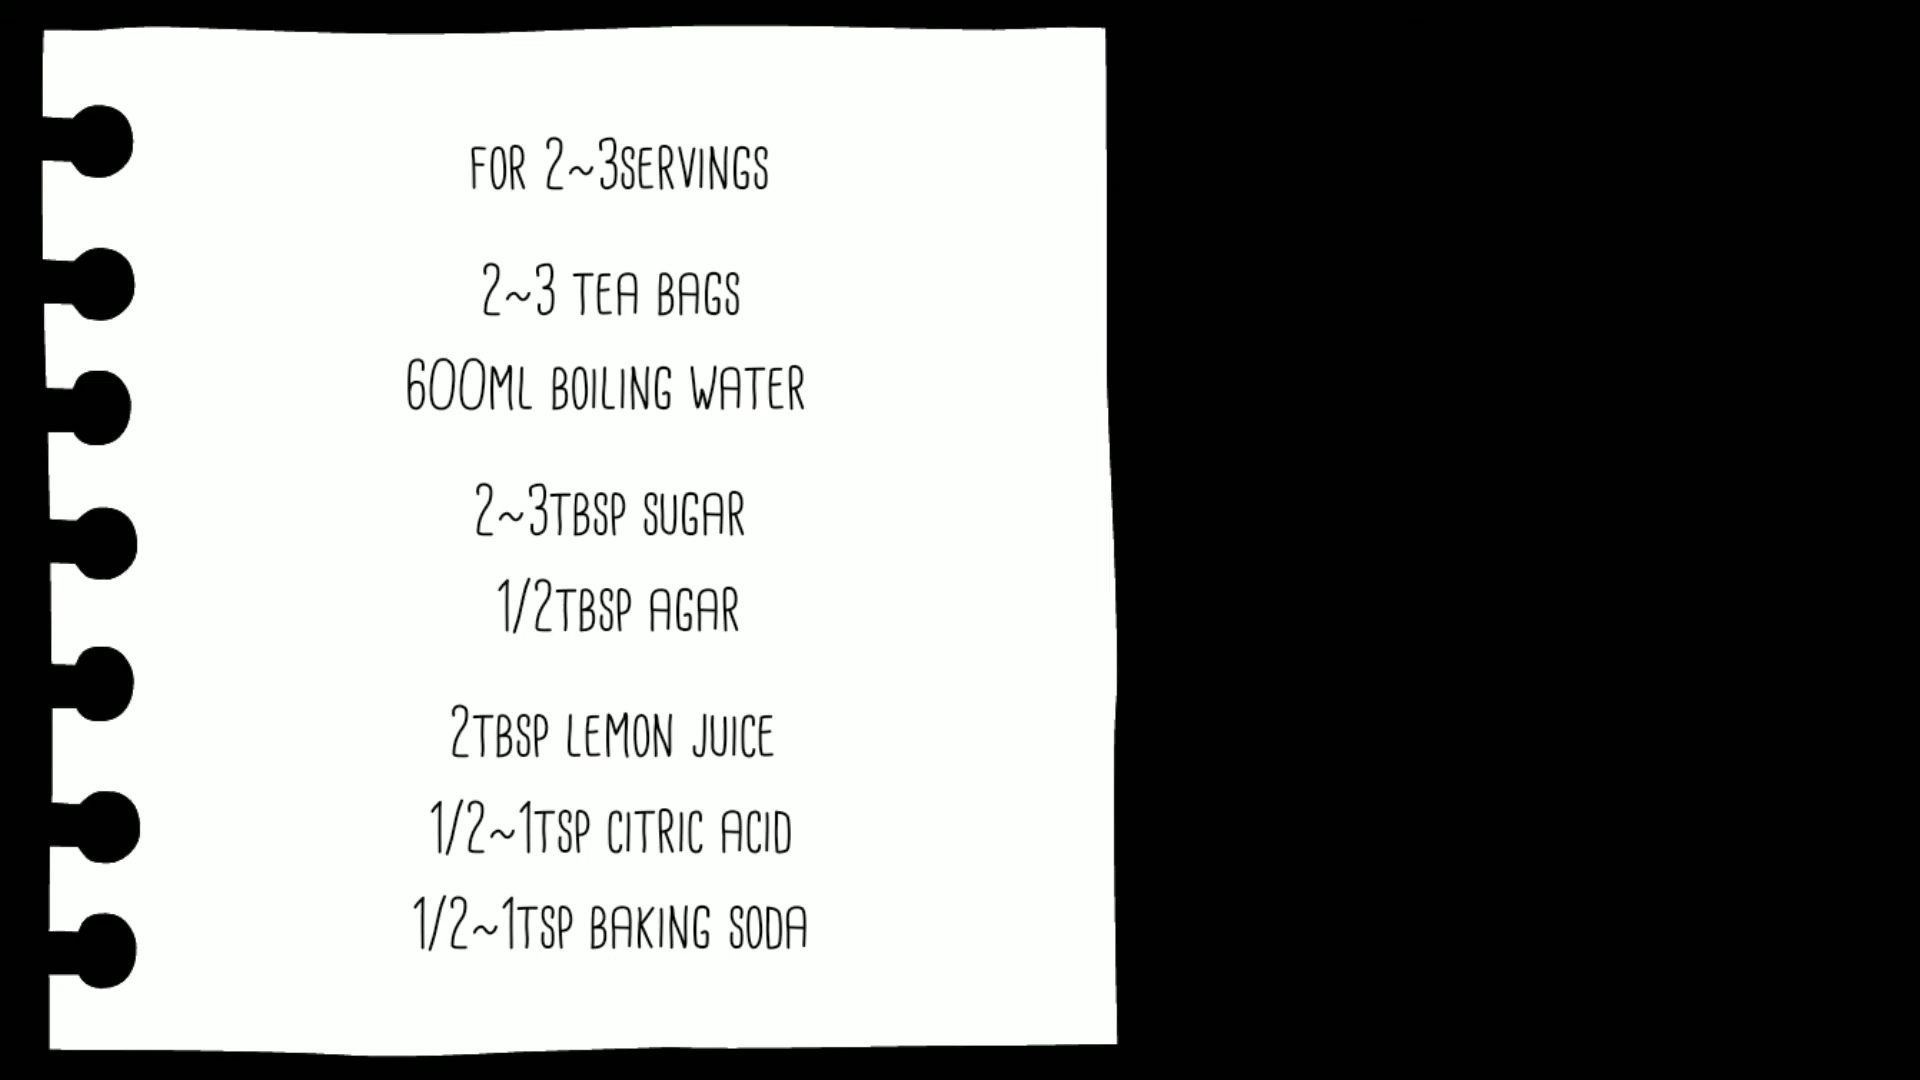 FOR 2~3SERVINGS
2~3 TEA BAGS
600ML BOILING WATER
2~3TBSP SUGAR
1/2TBSP AGAR
2TBSP LEMON JUICE
1/2~1TSP CITRIC ACID
1/2~1TSP BAKING SODA